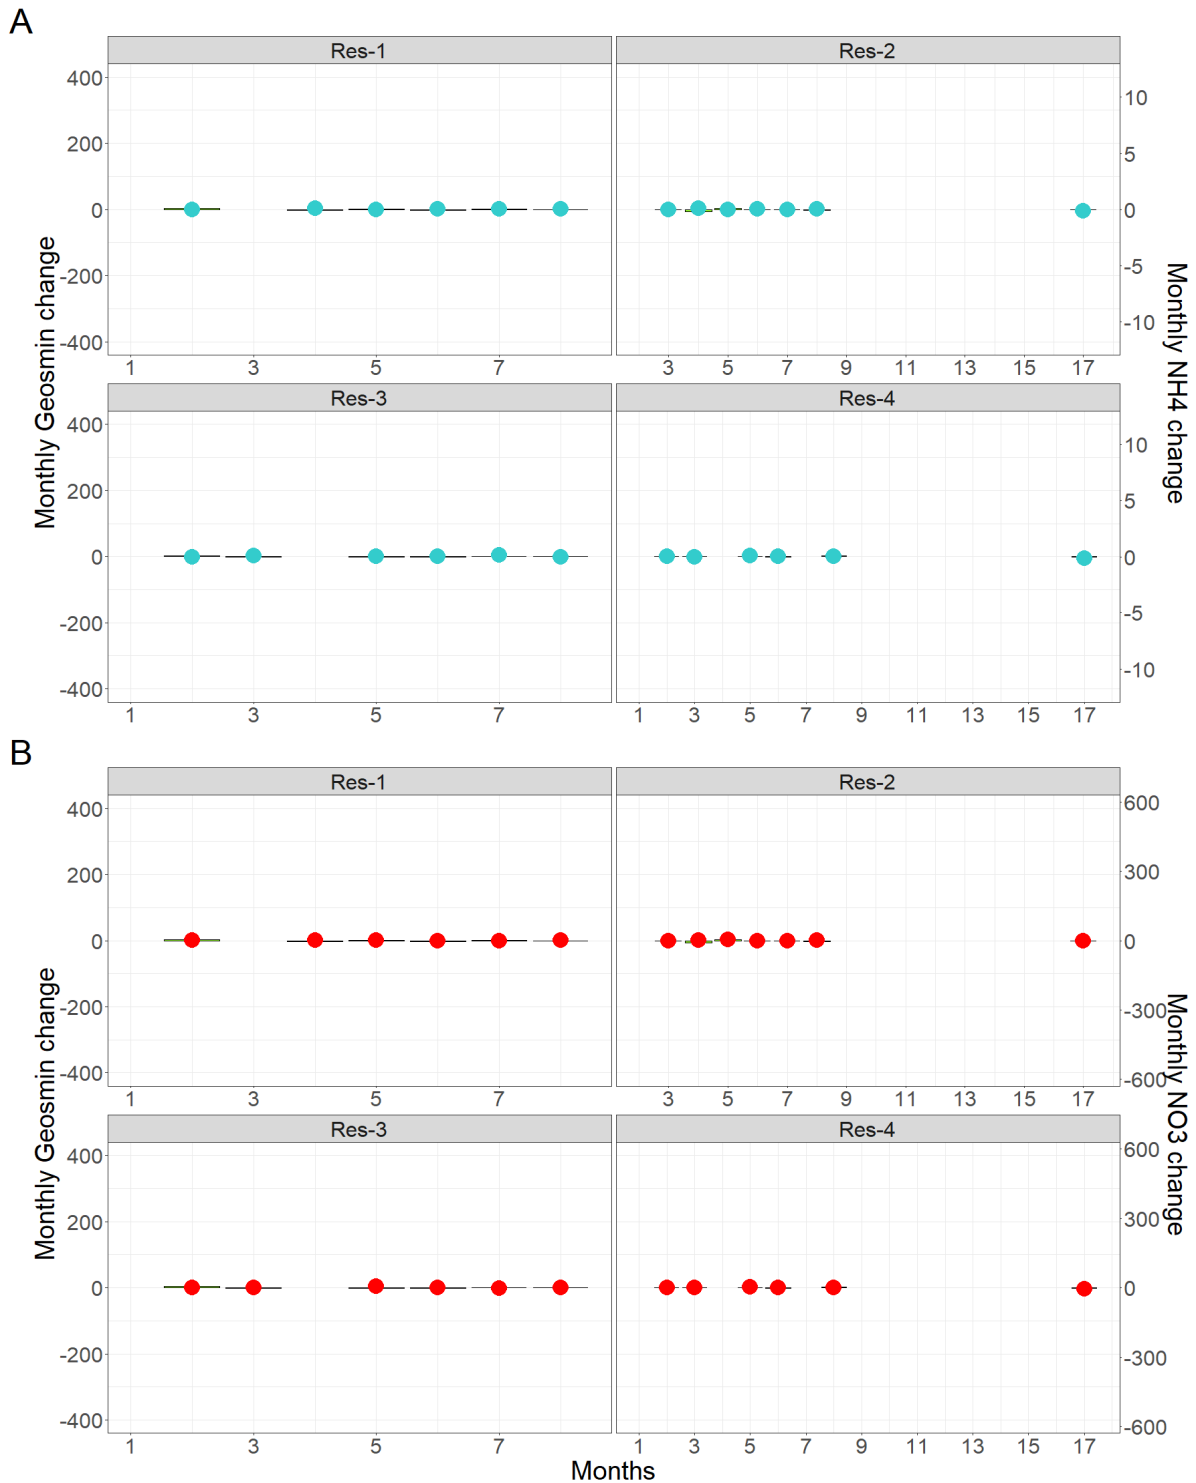 A
Res-1 Res-2
400
200
0
-200
-400
10
5
0
-5
-10
1 3 5 7
3 5 7 9 11 13 15 17
Res-3 Res-4
400
200
0
-200
-400
10
5
0
-5
-10
1 3 5 7
1 3 5 7 9 11 13 15 17
Monthly Geosmin change
Monthly NH4 change
B
Res-1 Res-2
400
200
0
-200
-400
600
300
0
-300
-600
1 3 5 7
3 5 7 9 11 13 15 17
Res-3 Res-4
400
200
0
-200
-400
600
300
0
-300
-600
1 3 5 7
1 3 5 7 9 11 13 15 17
Monthly Geosmin change
Monthly NO3 change
Months